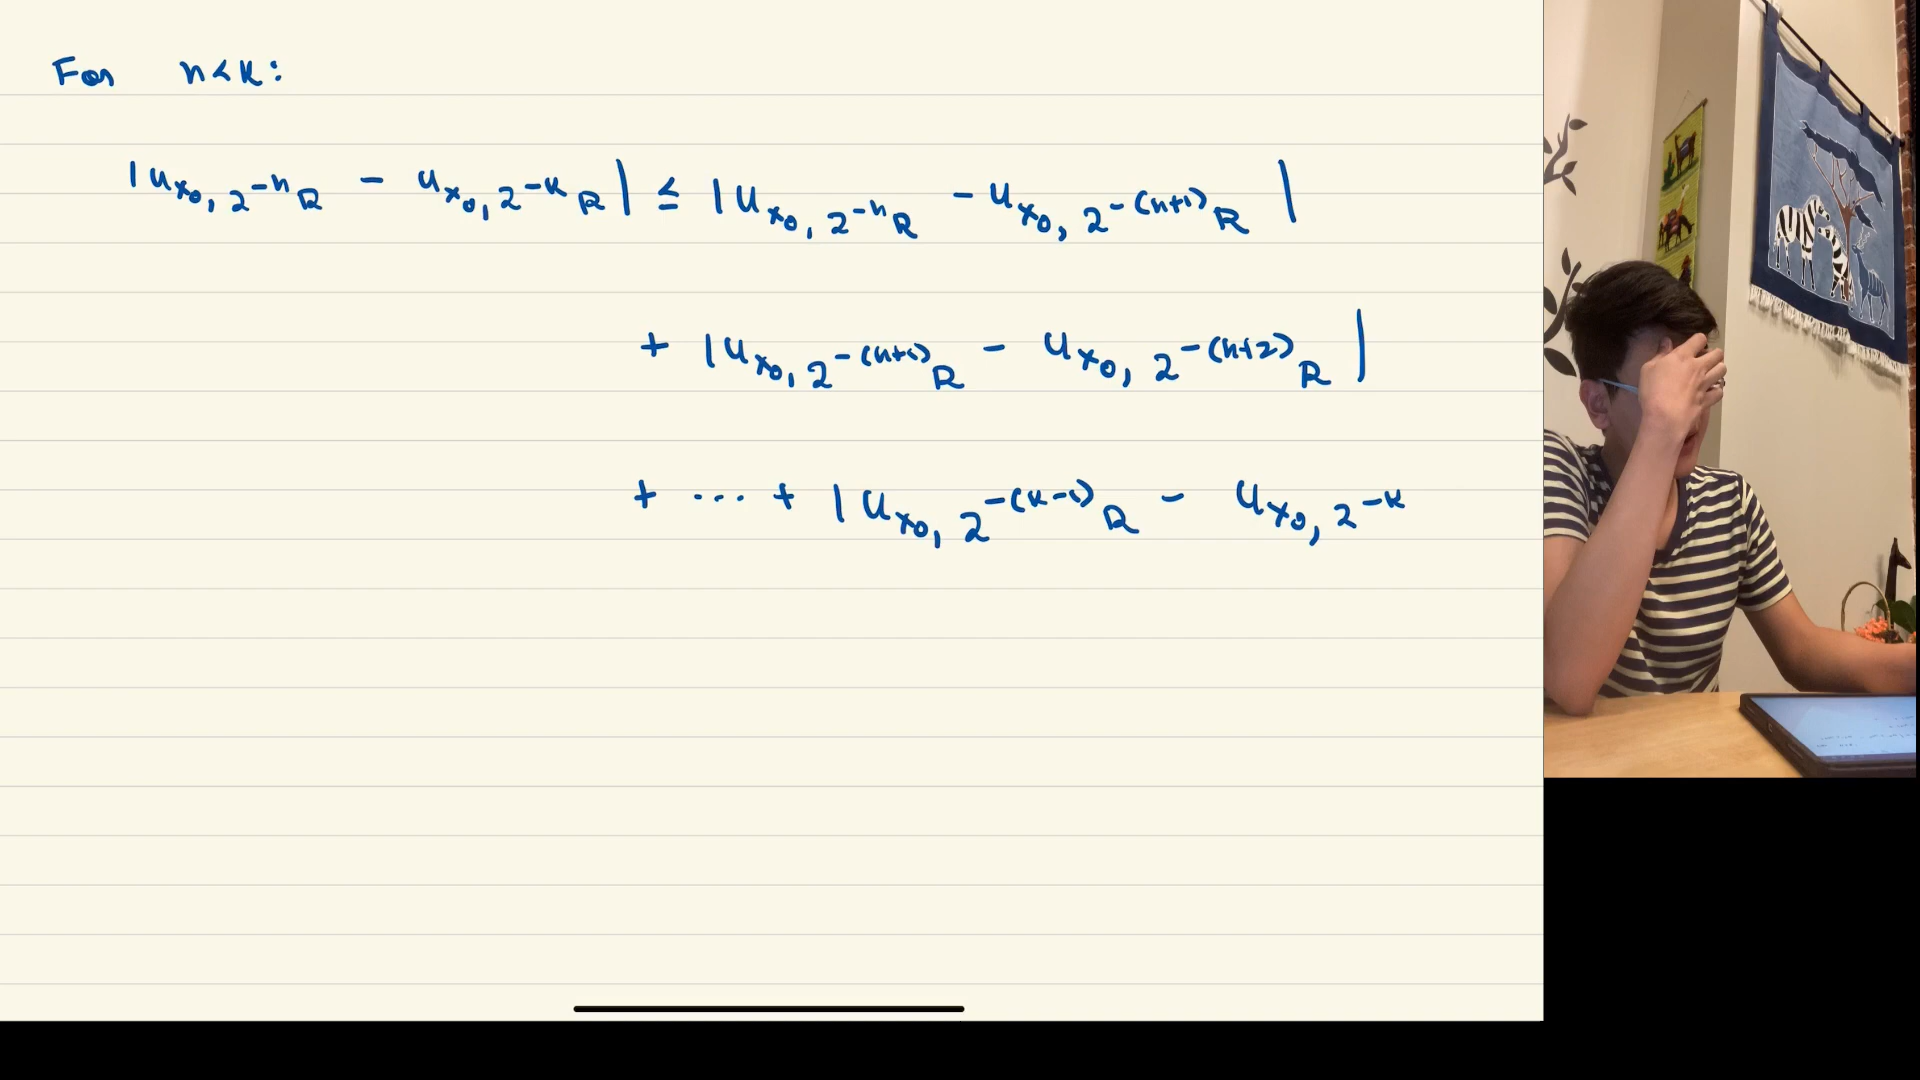 For n<k:
|u_{x_0, 2^{-n}R} - u_{x_0, 2^{-k}R}| ≤ |u_{x_0, 2^{-n}R} - u_{x_0, 2^{-(n+1)}R}|
+ |u_{x_0, 2^{-(n+1)}R} - u_{x_0, 2^{-(n+2)}R}|
+ ... + |u_{x_0, 2^{-(k-1)}R} - u_{x_0, 2^{-k}